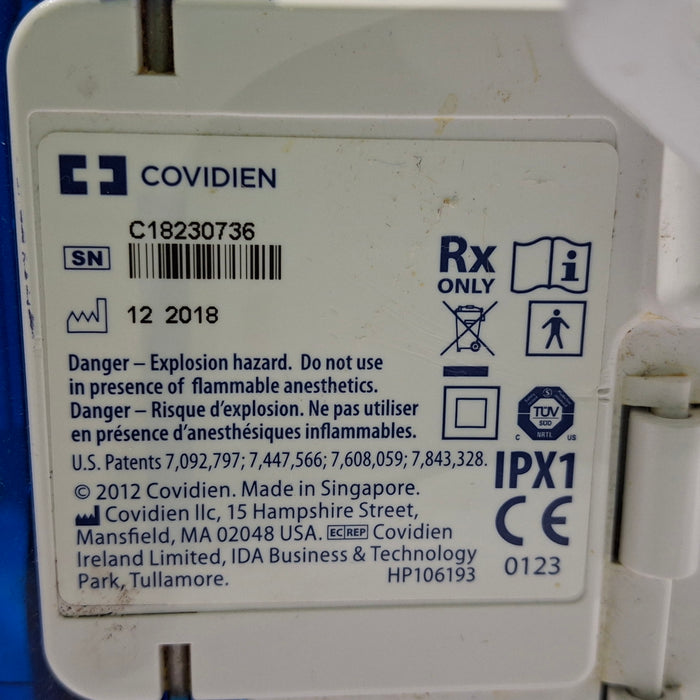 COVIDIEN
C18230736
SN
12 2018
Rx
ONLY
i
Danger – Explosion hazard. Do not use
in presence of flammable anesthetics.
Danger – Risque d'explosion. Ne pas utiliser
en présence d'anesthésiques inflammables.
TÜV
SÜD
C NRTL US
U.S. Patents 7,092,797; 7,447,566; 7,608,059; 7,843,328.
IPX1
© 2012 Covidien. Made in Singapore.
Covidien llc, 15 Hampshire Street,
Mansfield, MA 02048 USA. EC REP Covidien
Ireland Limited, IDA Business & Technology
Park, Tullamore.
HP106193
CE
0123